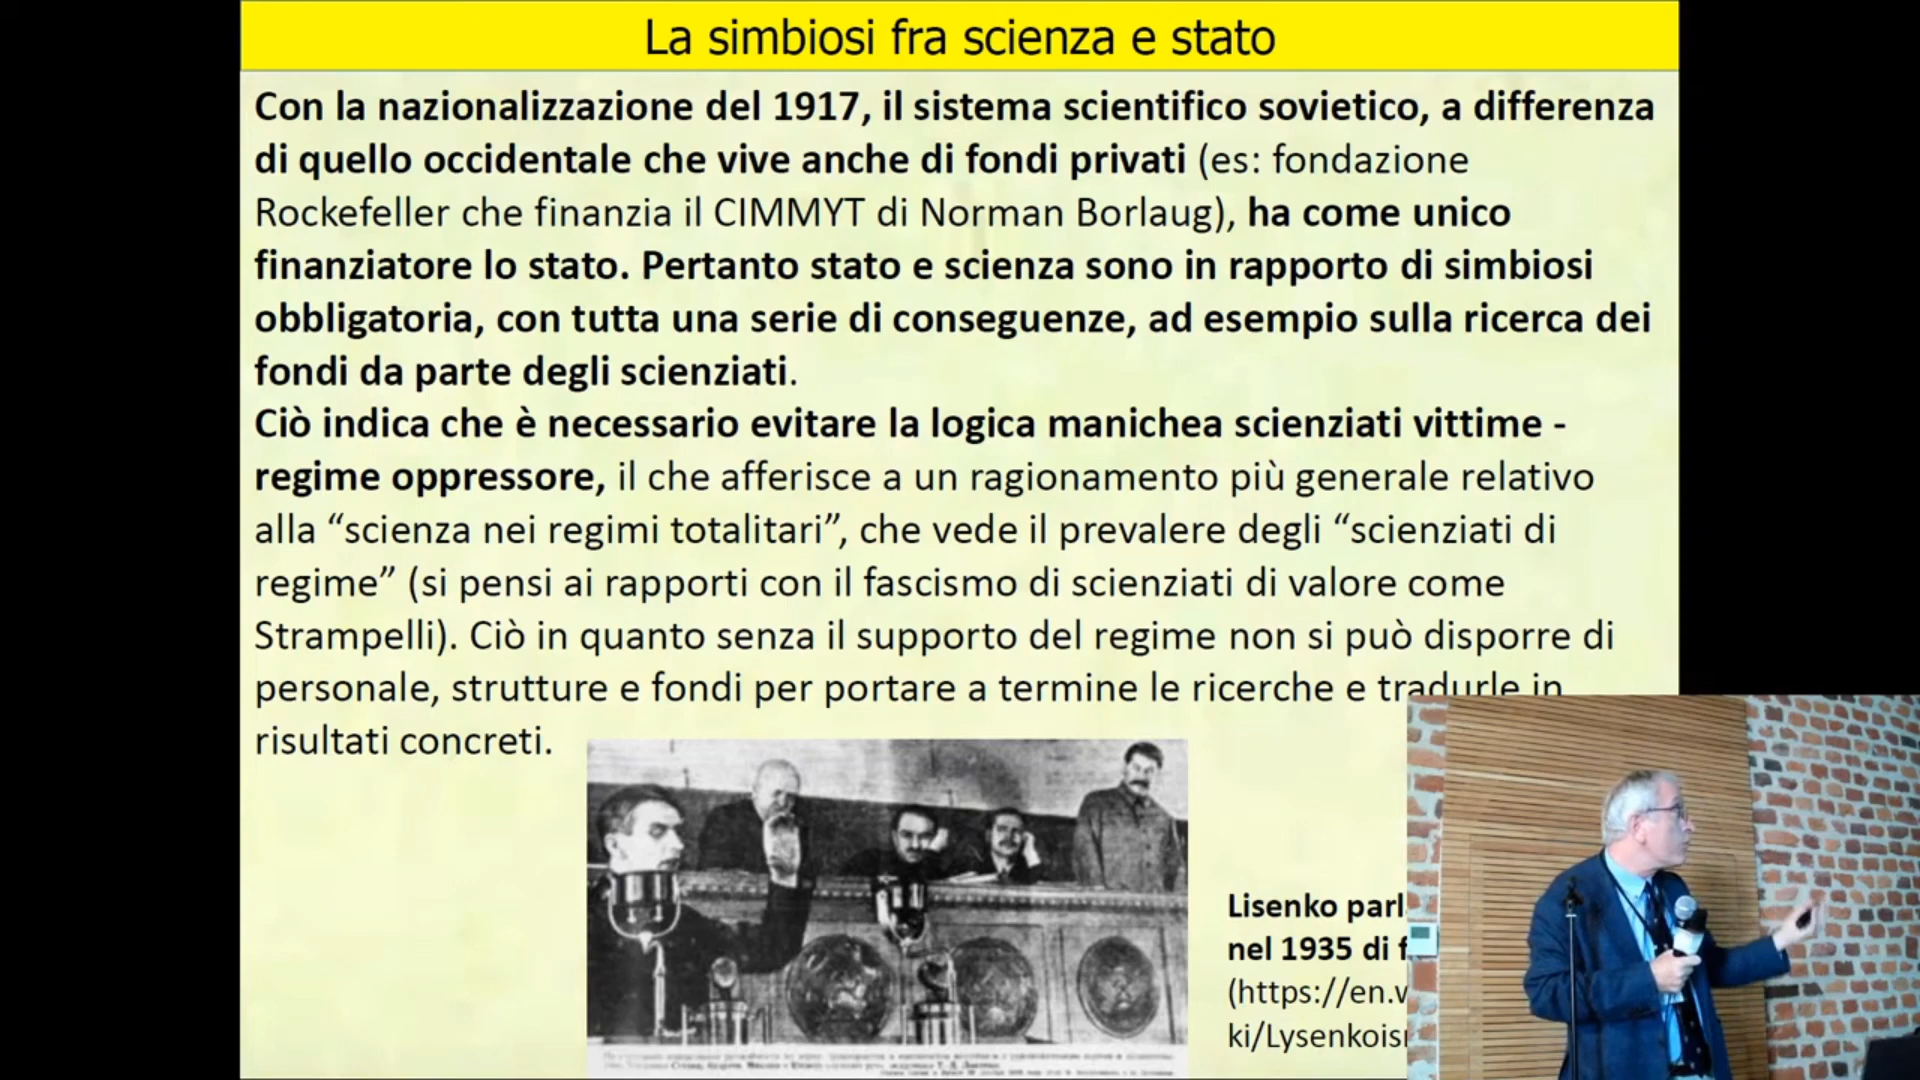 La simbiosi fra scienza e stato
Con la nazionalizzazione del 1917, il sistema scientifico sovietico, a differenza
di quello occidentale che vive anche di fondi privati (es: fondazione
Rockefeller che finanzia il CIMMYT di Norman Borlaug), ha come unico
finanziatore lo stato. Pertanto stato e scienza sono in rapporto di simbiosi
obbligatoria, con tutta una serie di conseguenze, ad esempio sulla ricerca dei
fondi da parte degli scienziati.
Ciò indica che è necessario evitare la logica manichea scienziati vittime -
regime oppressore, il che afferisce a un ragionamento più generale relativo
alla “scienza nei regimi totalitari”, che vede il prevalere degli “scienziati di
regime” (si pensi ai rapporti con il fascismo di scienziati di valore come
Strampelli). Ciò in quanto senza il supporto del regime non si può disporre di
personale, strutture e fondi per portare a termine le ricerche e tradurle in
risultati concreti.
Lisenko parl
nel 1935 di f
(https://en.
ki/Lysenkois